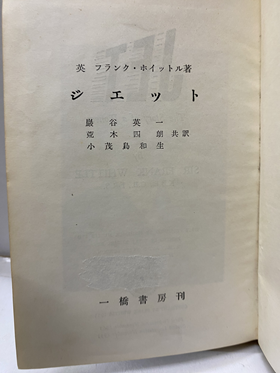 英 フランク・ホイットル著
ジエット
巌谷英一
荒木四朗共訳
小茂鳥和生
一橋書房刊